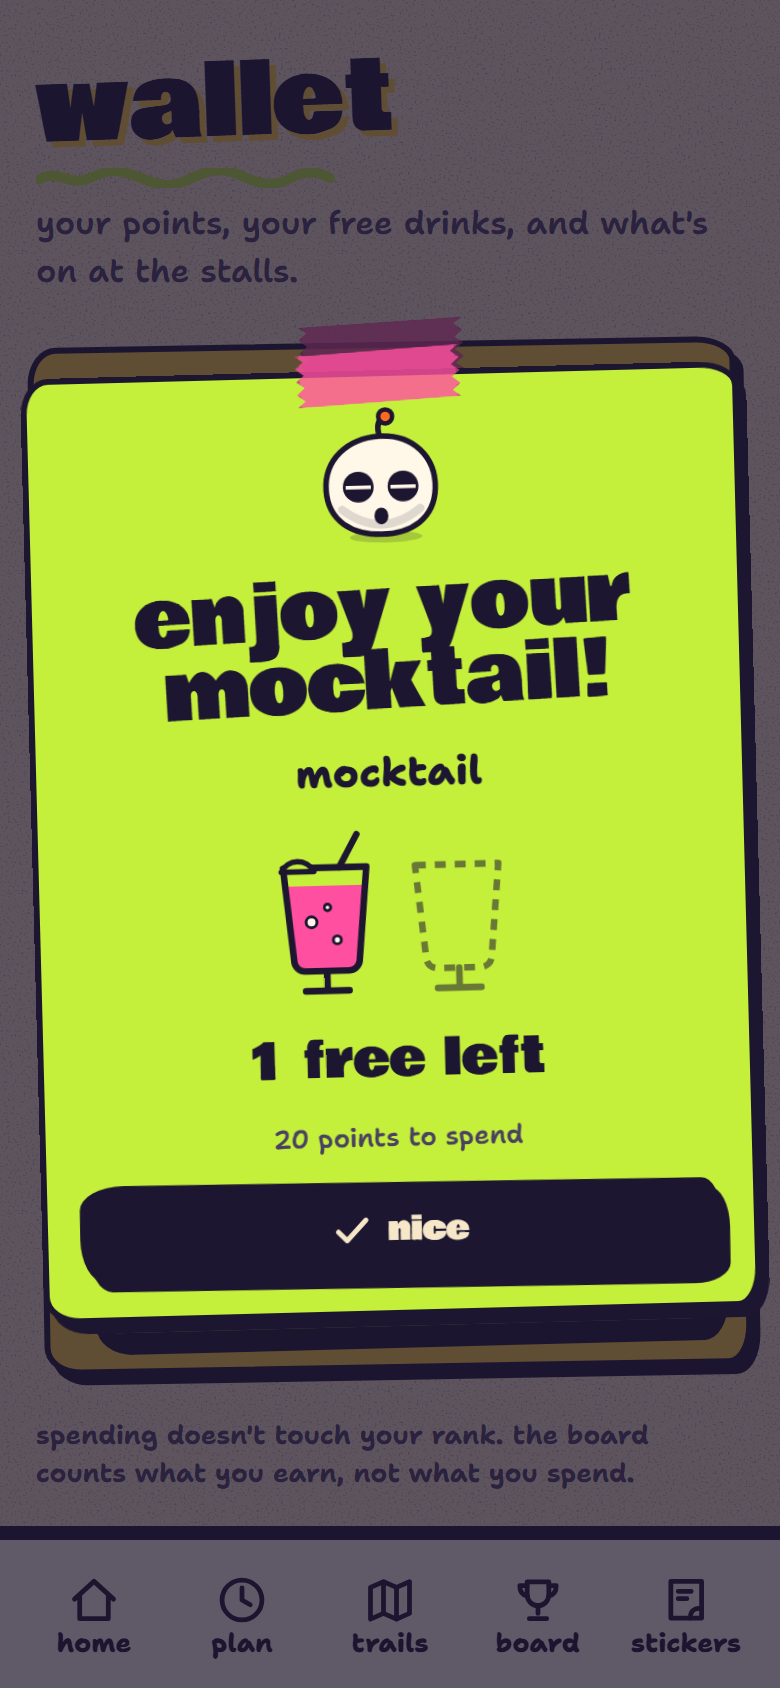 wallet
your points, your free drinks, and what's
on at the stalls.
enjoy your
mocktail!
mocktail
1 free left
20 points to spend
nice
spending doesn't touch your rank. the board
counts what you earn, not what you spend.
home plan trails board stickers